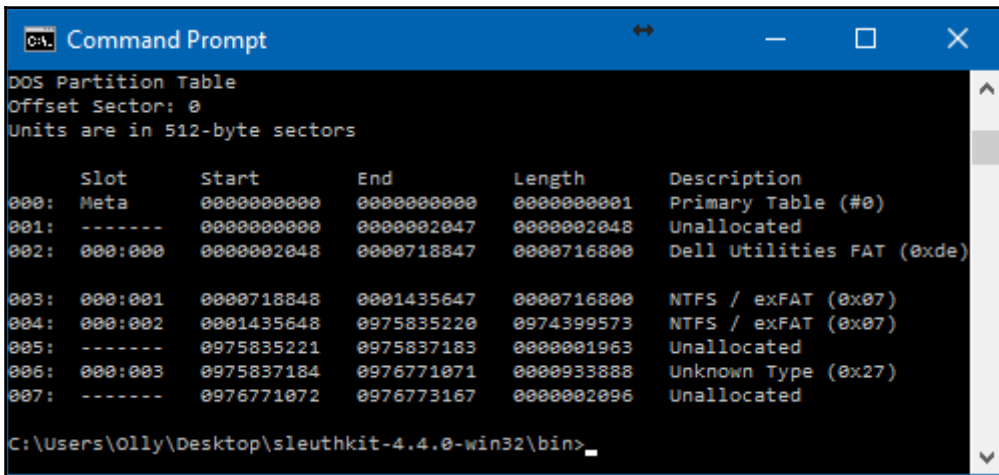 Command Prompt
DOS Partition Table
Offset Sector: 0
Units are in 512-byte sectors
Slot Start End Length Description
000: Meta 0000000000 0000000000 0000000001 Primary Table (#0)
001: ------- 0000000000 0000002047 0000002048 Unallocated
002: 000:000 0000002048 0000718847 0000716800 Dell Utilities FAT (0xde)
003: 000:001 0000718848 0001435647 0000716800 NTFS / exFAT (0x07)
004: 000:002 0001435648 0975835220 0974399573 NTFS / exFAT (0x07)
005: ------- 0975835221 0975837183 0000001963 Unallocated
006: 000:003 0975837184 0976771071 0000933888 Unknown Type (0x27)
007: ------- 0976771072 0976773167 0000002096 Unallocated
C:\Users\Olly\Desktop\sleuthkit-4.4.0-win32\bin>